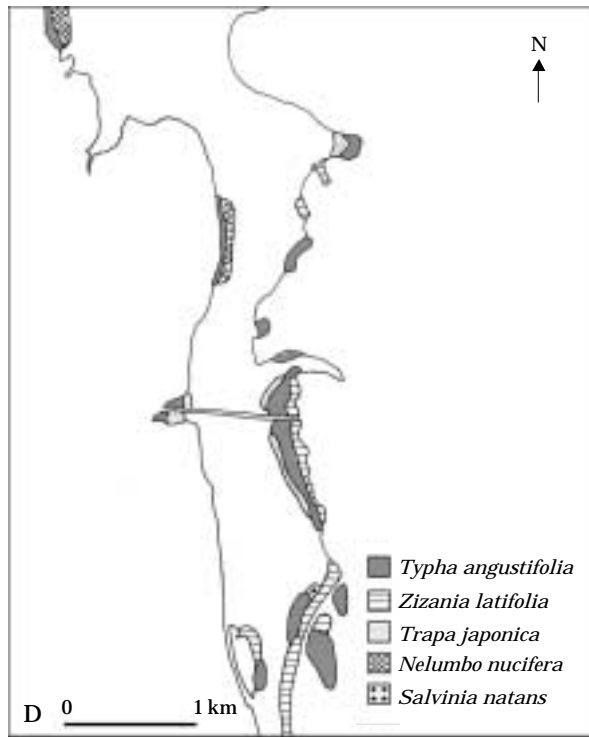 N
Typha angustifolia
Zizania latifolia
Trapa japonica
Nelumbo nucifera
Salvinia natans
D 0 1 km